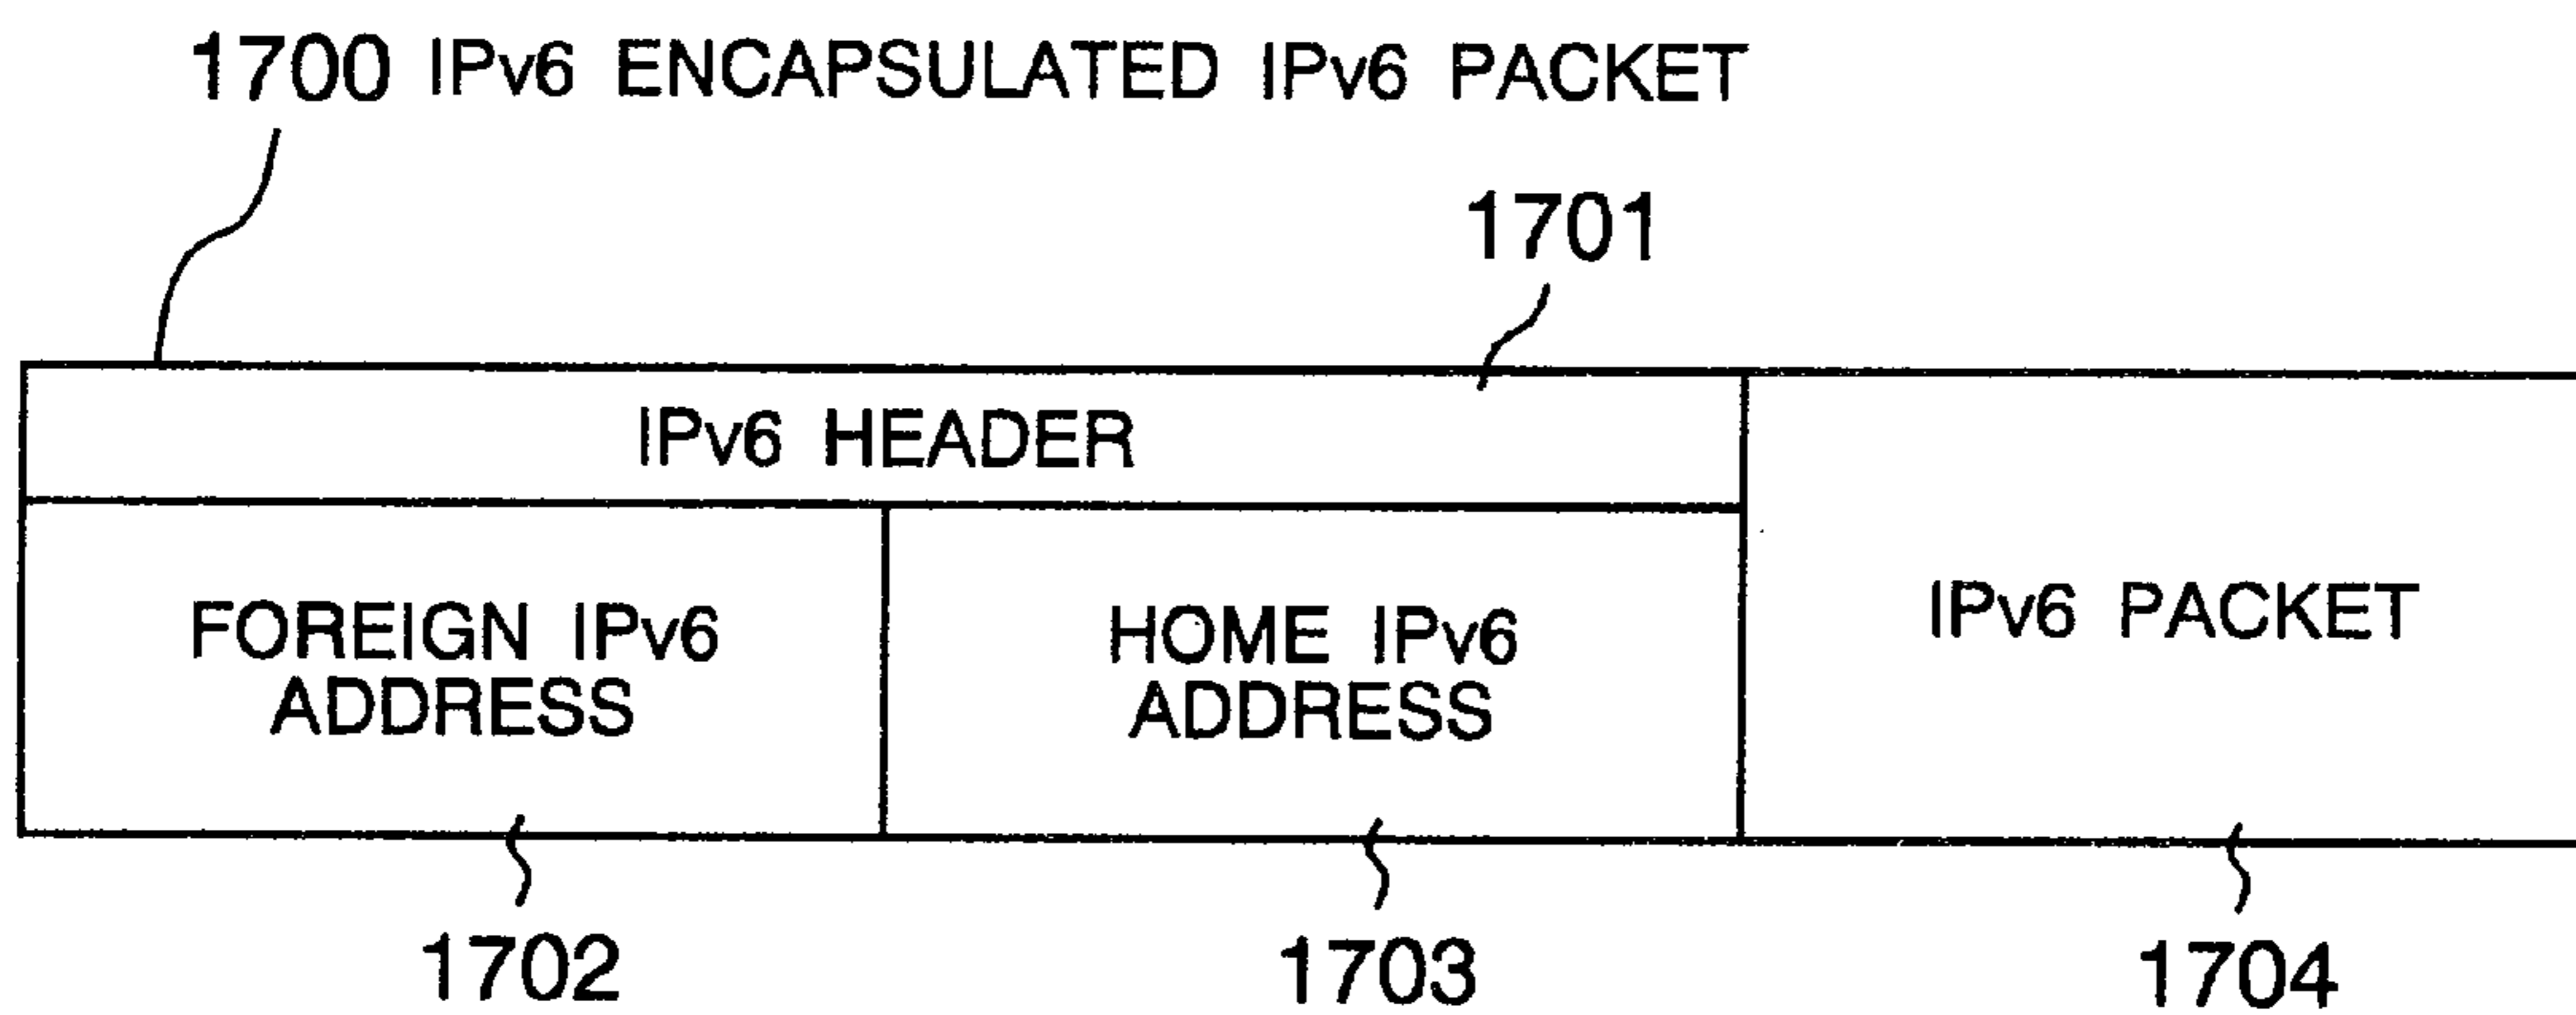 1700 IPv6 ENCAPSULATED IPv6 PACKET
1701
IPv6 HEADER
FOREIGN IPv6
ADDRESS
HOME IPv6
ADDRESS
IPv6 PACKET
1702
1703
1704